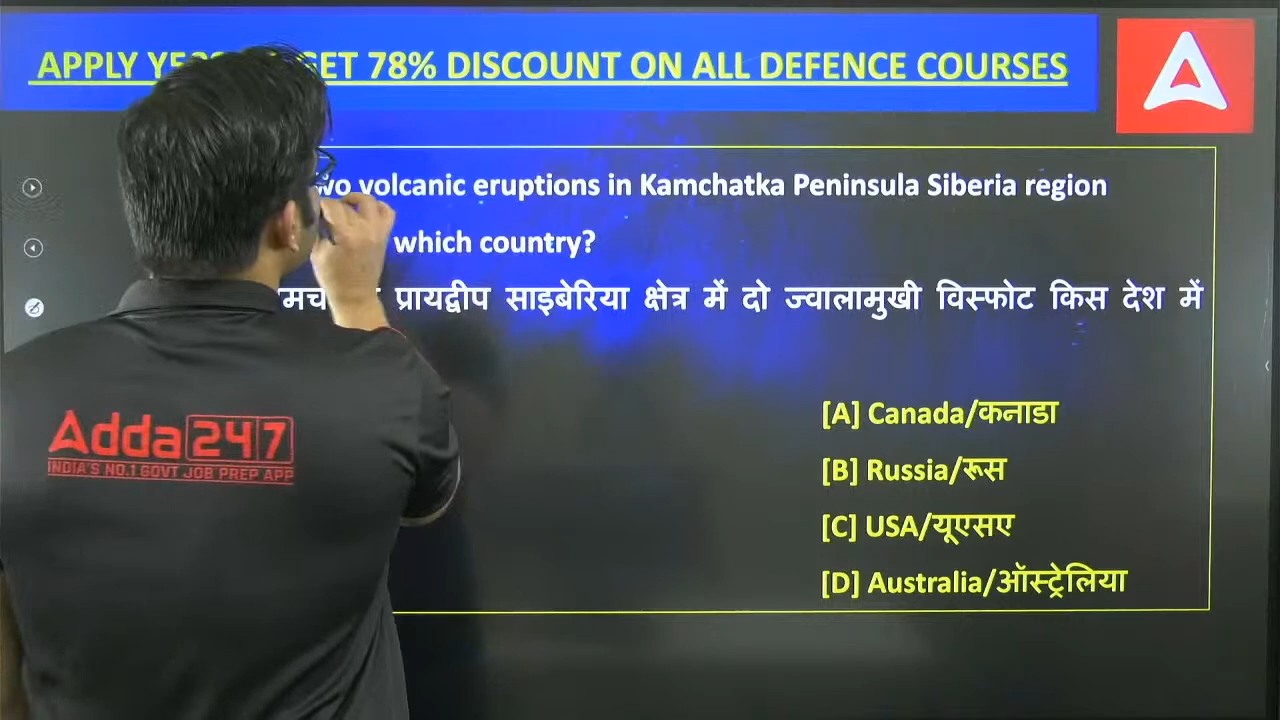 APPLY GET 78% DISCOUNT ON ALL DEFENCE COURSES
volcanic eruptions in Kamchatka Peninsula Siberia region
which country?
प्रायद्वीप साइबेरिया क्षेत्र में दो ज्वालामुखी विस्फोट किस देश में
[A] Canada/कनाडा
[B] Russia/रूस
[C] USA/यूएसए
[D] Australia/ऑस्ट्रेलिया
Adda247
INDIA'S NO.1 GOVT JOB PREP APP